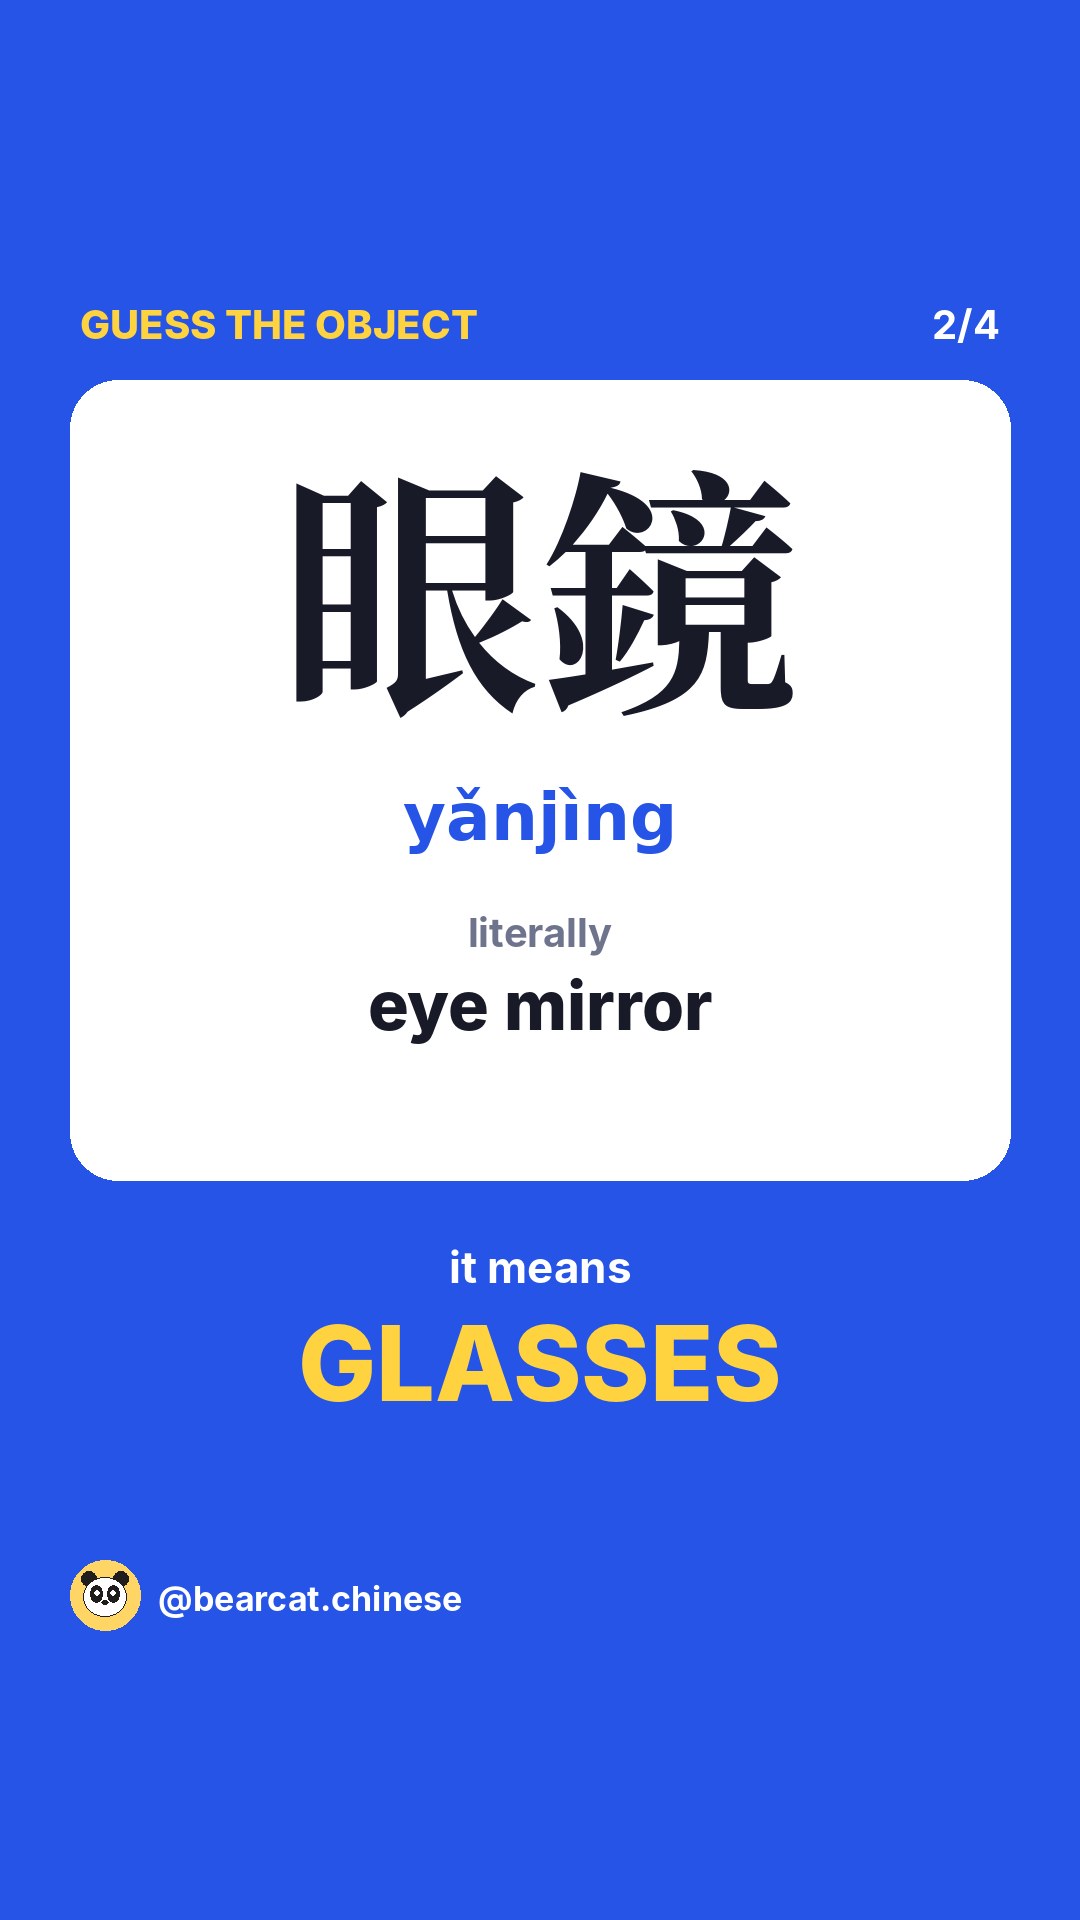 GUESS THE OBJECT
2/4
眼鏡
yǎnjìng
literally
eye mirror
it means
GLASSES
@bearcat.chinese